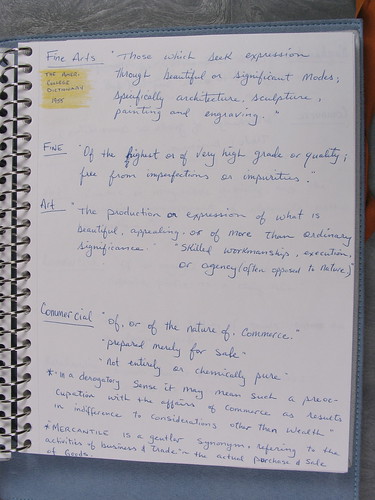 Fine Arts "Those which seek expression
THE AMER. COLLEGE DICTIONARY 1955
through beautiful or significant modes;
specifically architecture, sculpture,
painting and engraving."
FINE "Of the highest or of very high grade or quality;
free from imperfections or impurities."
Art "The production or expression of what is
beautiful, appealing, or of more than ordinary
significance." "Skilled workmanship, execution,
or agency (often opposed to nature)"
Commercial "of, or of the nature of, commerce."
"prepared merely for sale"
"not entirely or chemically pure"
* "in a derogatory sense it may mean such a preoc-
cupation with the affairs of commerce as results
in indifference to considerations other than wealth"
* MERCANTILE is a gentler synonym, referring to the
activities of business & trade in the actual purchase & sale
of goods.